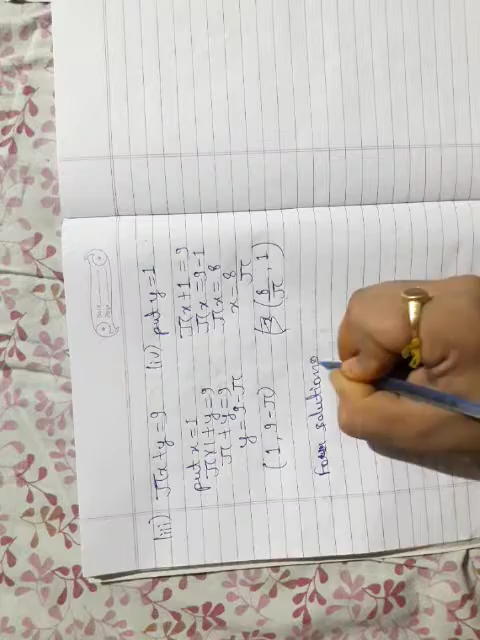 (iii) πx+y=9 (iv) put y=1
put x=1
πx1+y=9
π+y=9
y=9-π
(1, 9-π)
πx+1=9
πx=9-1
πx=8
x=8/π
(8/π, 1)
Four solutions